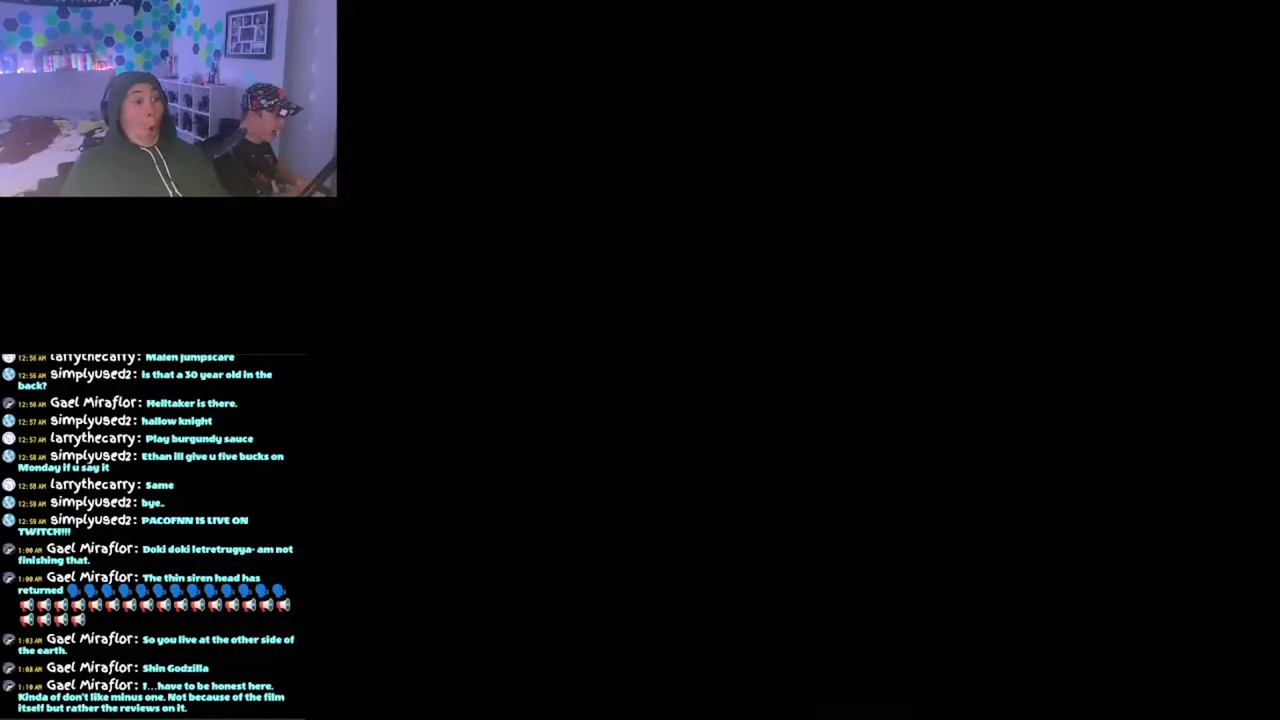 12:56 AM larrythecarry: Malen jumpscare
12:56 AM simplyused2: is that a 30 year old in the
back?
12:56 AM Gael Miraflor: Helltaker is there.
12:57 AM simplyused2: hallow knight
12:57 AM larrythecarry: Play burgundy sauce
12:58 AM simplyused2: Ethan ill give u five bucks on
Monday if u say it
12:58 AM larrythecarry: Same
12:59 AM simplyused2: bye..
12:59 AM simplyused2: PACOFNN IS LIVE ON
TWITCH!!!
1:00 AM Gael Miraflor: Doki doki letretrugya- am not
finishing that.
1:00 AM Gael Miraflor: The thin siren head has
returned 🗣🗣🗣🗣🗣🗣🗣🗣🗣🗣🗣🗣🗣
📢📢📢📢📢📢📢📢📢📢📢📢📢📢📢📢
📢📢📢📢
1:03 AM Gael Miraflor: So you live at the other side of
the earth.
1:08 AM Gael Miraflor: Shin Godzilla
1:10 AM Gael Miraflor: I...have to be honest here.
Kinda of don't like minus one. Not because of the film
itself but rather the reviews on it.